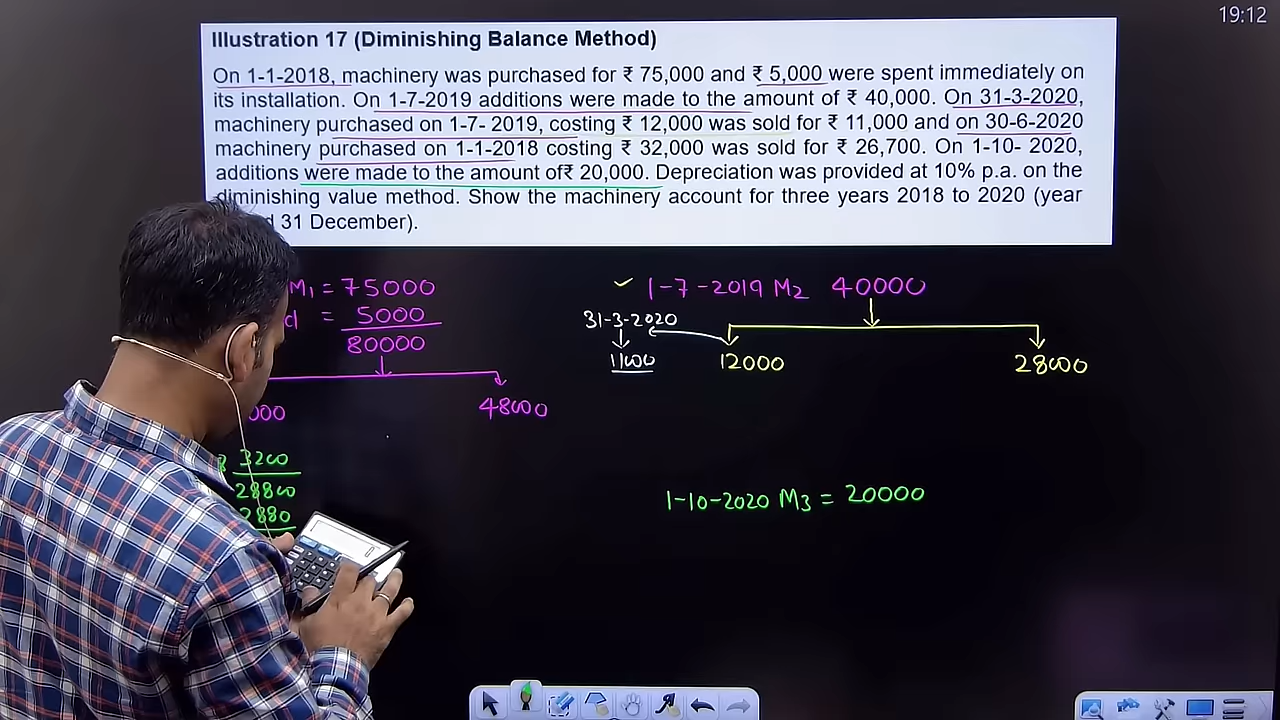 19:12
Illustration 17 (Diminishing Balance Method)
On 1-1-2018, machinery was purchased for ₹ 75,000 and ₹ 5,000 were spent immediately on
its installation. On 1-7-2019 additions were made to the amount of ₹ 40,000. On 31-3-2020,
machinery purchased on 1-7- 2019, costing ₹ 12,000 was sold for ₹ 11,000 and on 30-6-2020
machinery purchased on 1-1-2018 costing ₹ 32,000 was sold for ₹ 26,700. On 1-10- 2020,
additions were made to the amount of₹ 20,000. Depreciation was provided at 10% p.a. on the
diminishing value method. Show the machinery account for three years 2018 to 2020 (year
31 December).
M1 = 75000
= 5000
80000
48000
3200
28800
2880
1-7-2019 M2 40000
31-3-2020
11000
12000
28000
1-10-2020 M3 = 20000